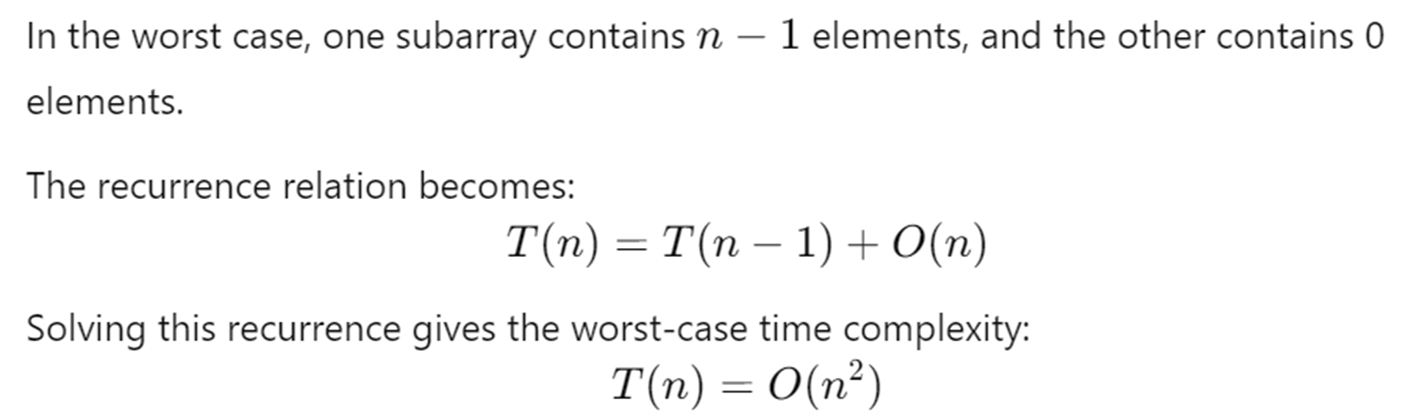 In the worst case, one subarray contains n − 1 elements, and the other contains 0
elements.
The recurrence relation becomes:
T(n) = T(n − 1) + O(n)
Solving this recurrence gives the worst-case time complexity:
T(n) = O(n²)